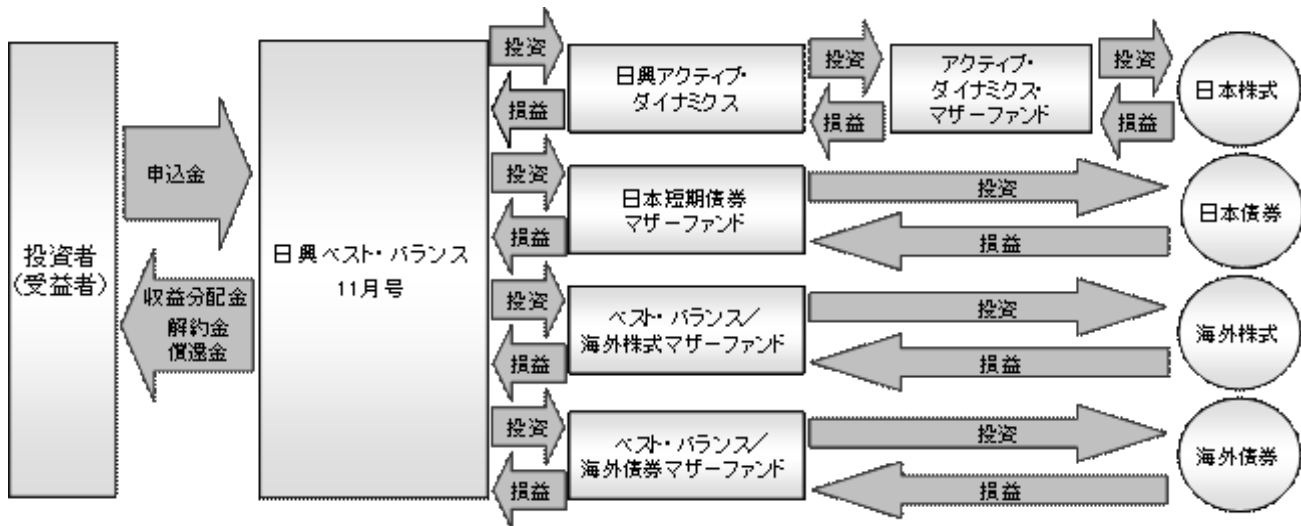 投資者
(受益者)
申込金
収益分配金
解約金
償還金
日興ベスト・バランス
11月号
投資
損益
日興アクティブ・
ダイナミクス
投資
損益
アクティブ・
ダイナミクス・
マザーファンド
投資
損益
日本株式
投資
損益
日本短期債券
マザーファンド
投資
損益
日本債券
投資
損益
ベスト・バランス/
海外株式マザーファンド
投資
損益
海外株式
投資
損益
ベスト・バランス/
海外債券マザーファンド
投資
損益
海外債券